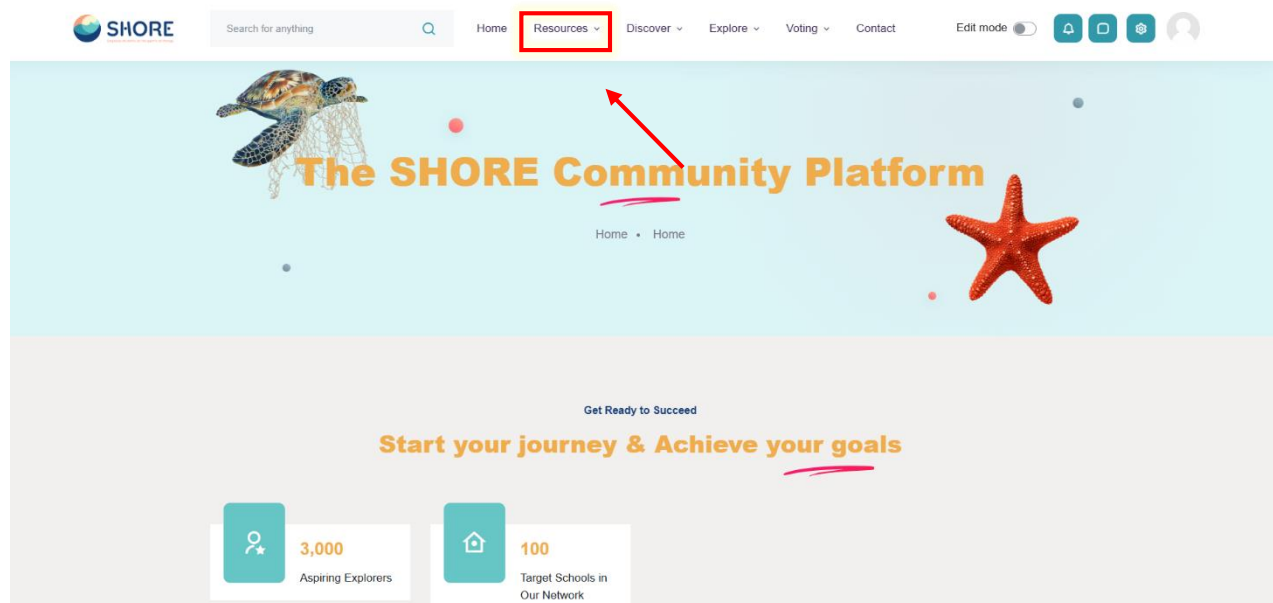 SHORE
Search for anything
Home Resources Discover Explore Voting Contact
Edit mode
The SHORE Community Platform
Home • Home
Get Ready to Succeed
Start your journey & Achieve your goals
3,000
Aspiring Explorers
100
Target Schools in
Our Network